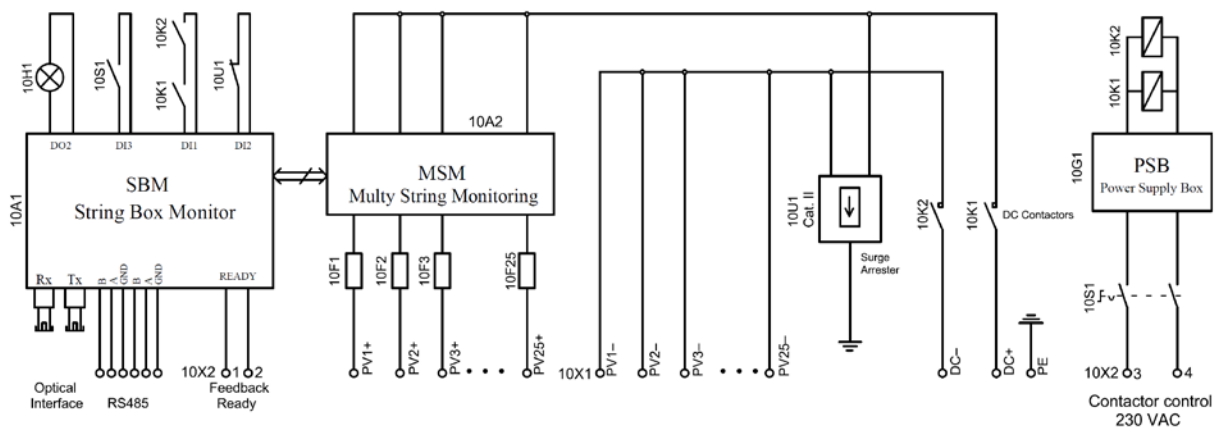 10H1
10S1
10K2
10K1
10U1
DO2
DI3
DI1
DI2
SBM
String Box Monitor
10A1
Rx
Tx
B
A
GND
B
A
GND
READY
Optical
Interface
RS485
10X2
1
2
Feedback
Ready
10A2
MSM
Multy String Monitoring
10F1
10F2
10F3
10F25
PV1+
PV2+
PV3+
PV25+
10X1
PV1–
PV2–
PV3–
PV25–
10U1
Cat. II
Surge
Arrester
10K2
10K1
DC Contactors
DC–
DC+
PE
10K2
10K1
10G1
PSB
Power Supply Box
10S1
10X2
3
4
Contactor control
230 VAC